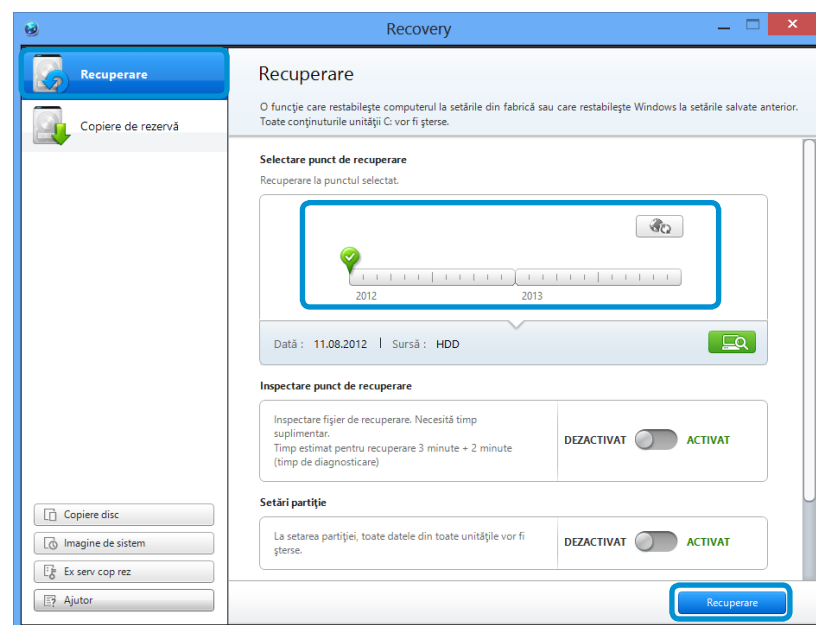 Recovery
Recuperare
Copiere de rezervă
Recuperare
O funcţie care restabileşte computerul la setările din fabrică sau care restabileşte Windows la setările salvate anterior.
Toate conţinuturile unităţii C: vor fi şterse.
Selectare punct de recuperare
Recuperare la punctul selectat.
2012 2013
Dată : 11.08.2012 | Sursă : HDD
Inspectare punct de recuperare
Inspectare fişier de recuperare. Necesită timp
suplimentar.
Timp estimat pentru recuperare 3 minute + 2 minute
(timp de diagnosticare)
DEZACTIVAT ACTIVAT
Setări partiţie
La setarea partiţiei, toate datele din toate unităţile vor fi
şterse.
DEZACTIVAT ACTIVAT
Copiere disc
Imagine de sistem
Ex serv cop rez
Ajutor
Recuperare